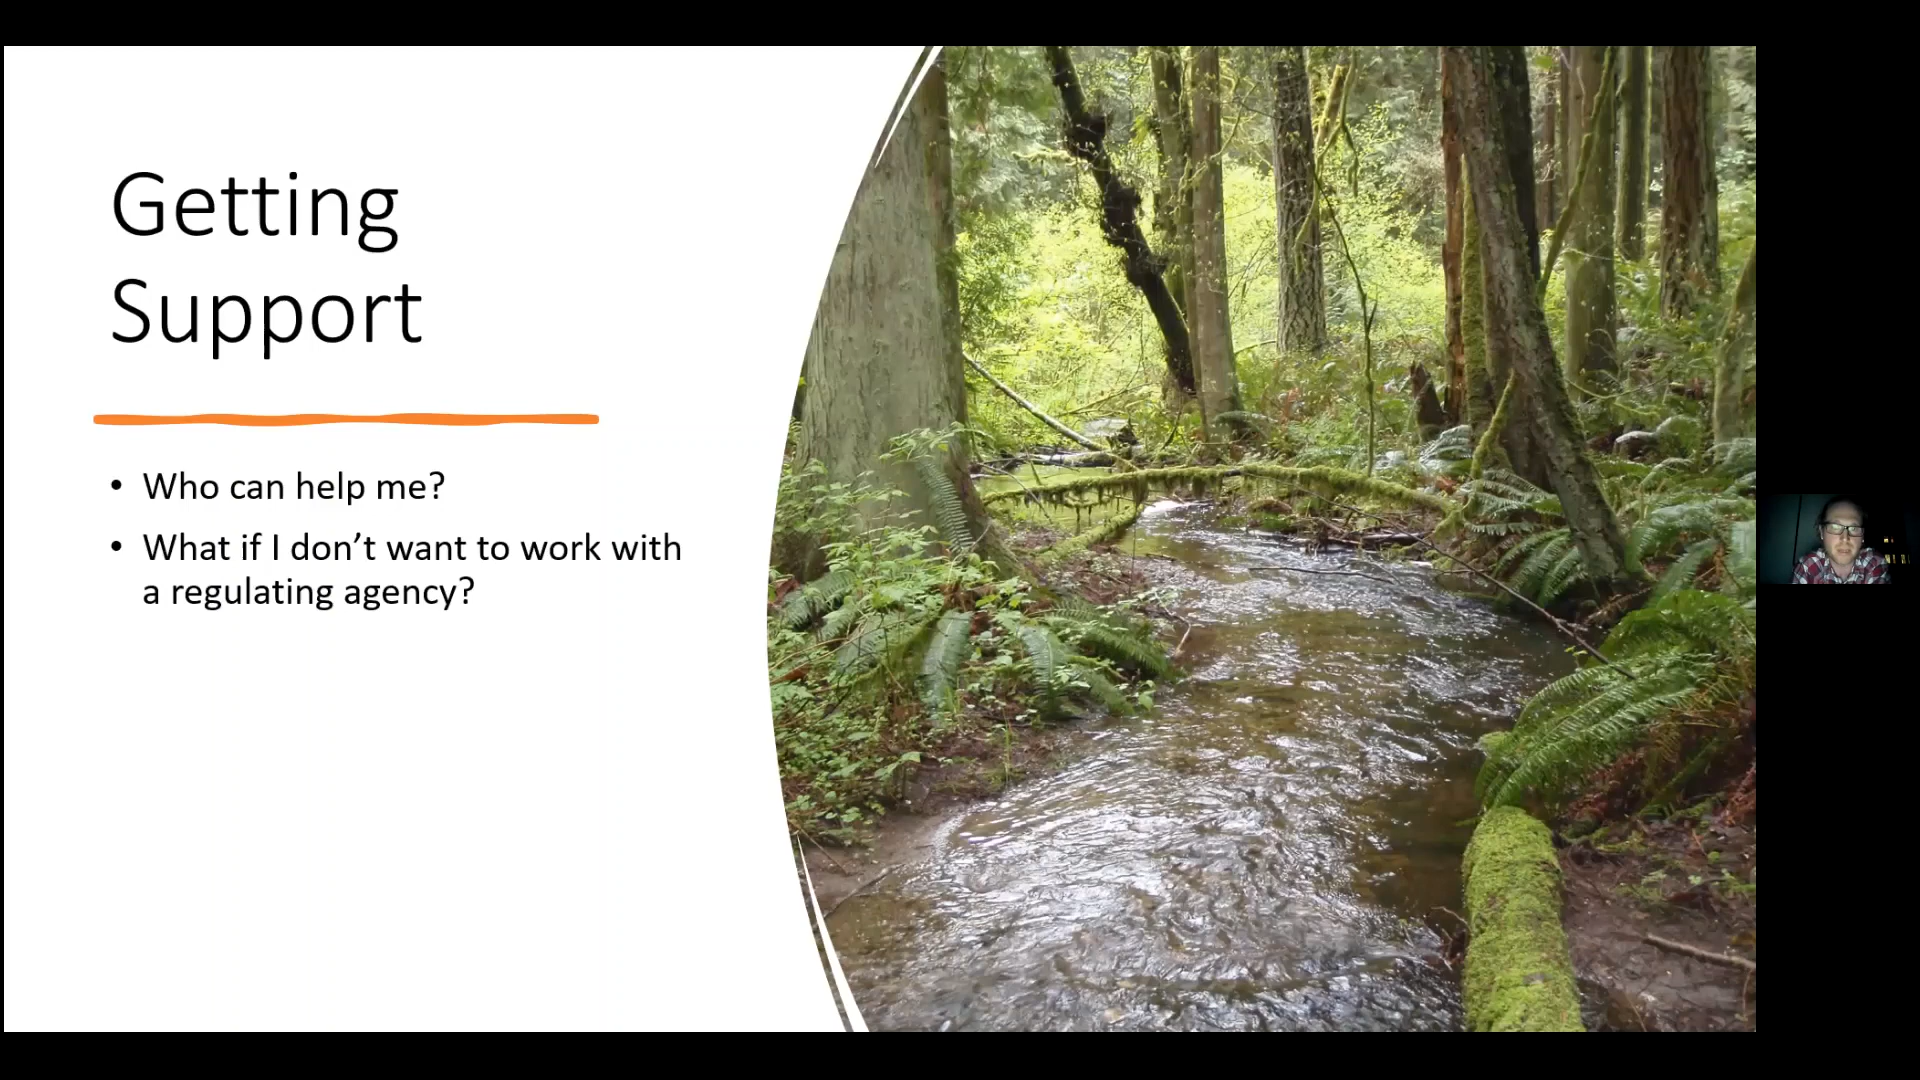 Getting
Support
• Who can help me?
• What if I don’t want to work with
a regulating agency?